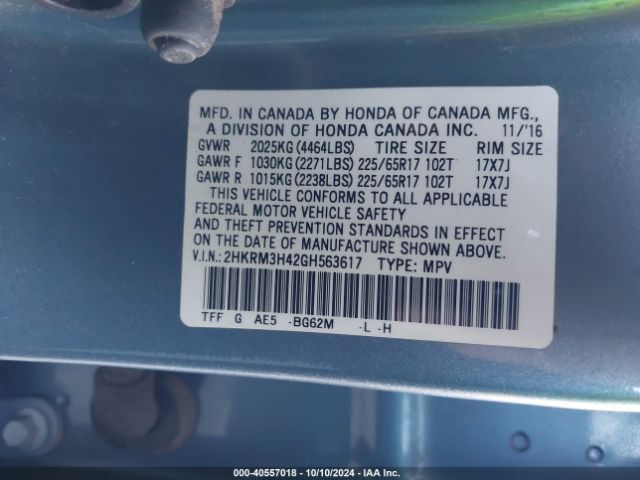 MFD. IN CANADA BY HONDA OF CANADA MFG.,
A DIVISION OF HONDA CANADA INC. 11/'16
GVWR 2025KG(4464LBS) TIRE SIZE RIM SIZE
GAWR F 1030KG(2271LBS) 225/65R17 102T 17X7J
GAWR R 1015KG(2238LBS) 225/65R17 102T 17X7J
THIS VEHICLE CONFORMS TO ALL APPLICABLE
FEDERAL MOTOR VEHICLE SAFETY
AND THEFT PREVENTION STANDARDS IN EFFECT
ON THE DATE OF MANUFACTURE SHOWN ABOVE.
V.I.N.: 2HKRM3H42GH563617 TYPE: MPV
TFF G AE5 -BG62M -L -H
000-40557018 - 10/10/2024 - IAA Inc.